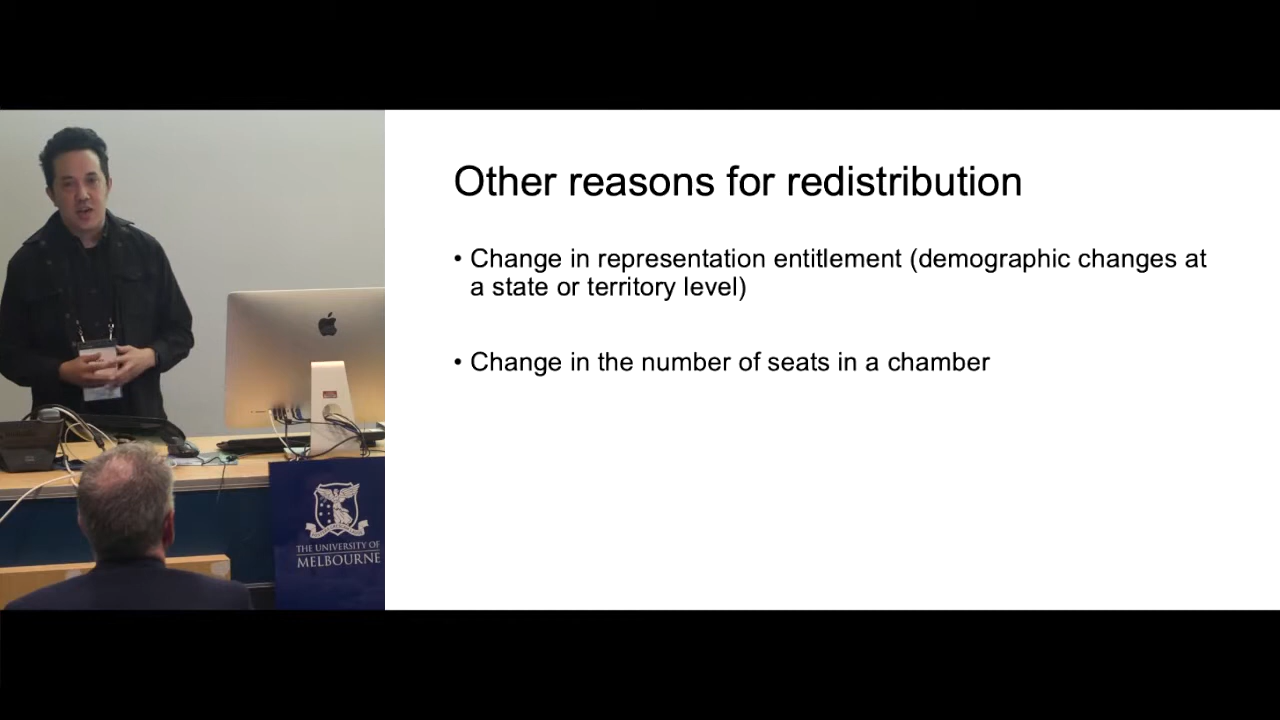 Other reasons for redistribution
• Change in representation entitlement (demographic changes at
a state or territory level)
• Change in the number of seats in a chamber
THE UNIVERSITY OF
MELBOURNE